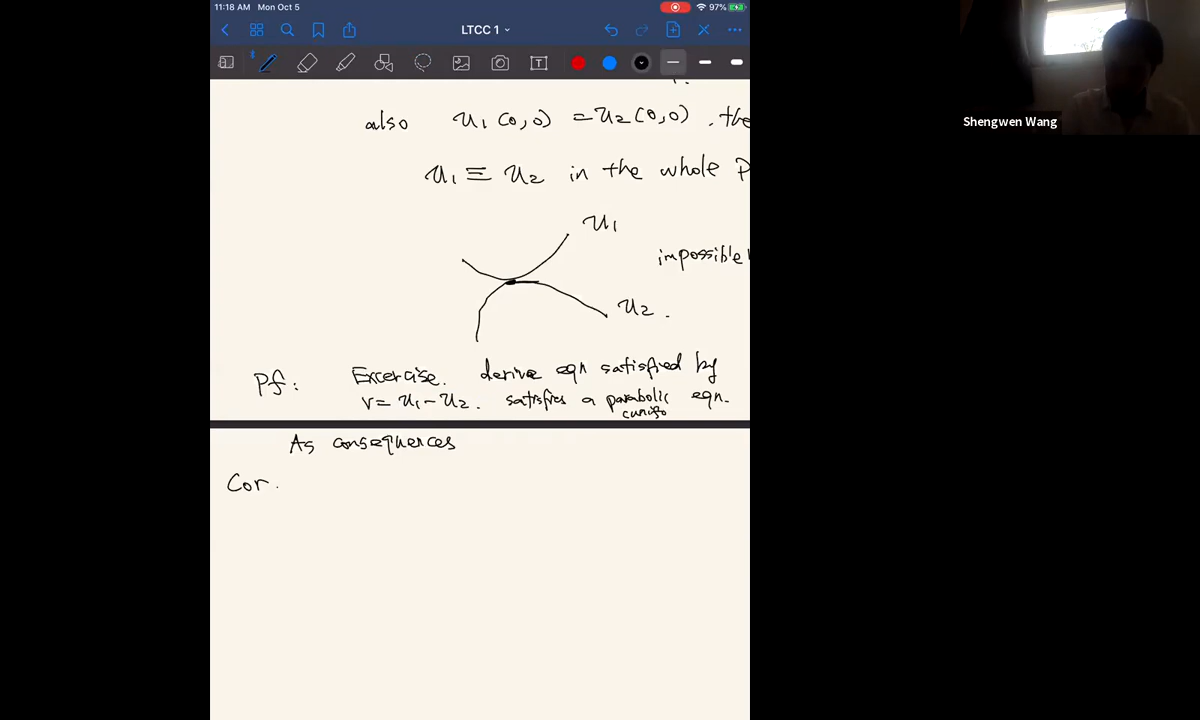 11:18 AM Mon Oct 5
97%
LTCC 1
Shengwen Wang
also u1 (0,0) = u2 (0,0) . the
u1 ≡ u2 in the whole P
u1
impossible
u2 .
Pf: Excercise. derive eqn satisfied by
v = u1 - u2 . satisfies a parabolic eqn.
As consequences
Cor .